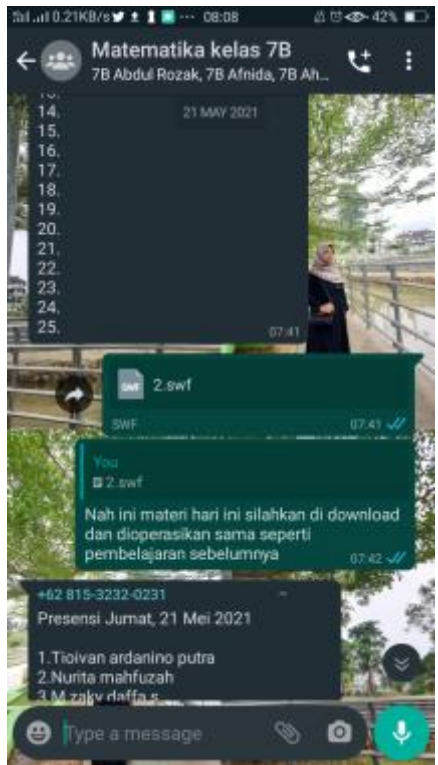 0.21KB/s
08:08
42%
Matematika kelas 7B
7B Abdul Rozak, 7B Afnida, 7B Ah...
14.
21 MAY 2021
15.
16.
17.
18.
19.
20.
21.
22.
23.
24.
25.
07:41
SWF
2.swf
SWF
07:41
You
2.swf
Nah ini materi hari ini silahkan di download
dan dioperasikan sama seperti
pembelajaran sebelumnya
07:42
+62 815-3232-0231
Presensi Jumat, 21 Mei 2021
1.Tioivan ardanino putra
2.Nurita mahfuzah
3.M zaky daffa s
Type a message